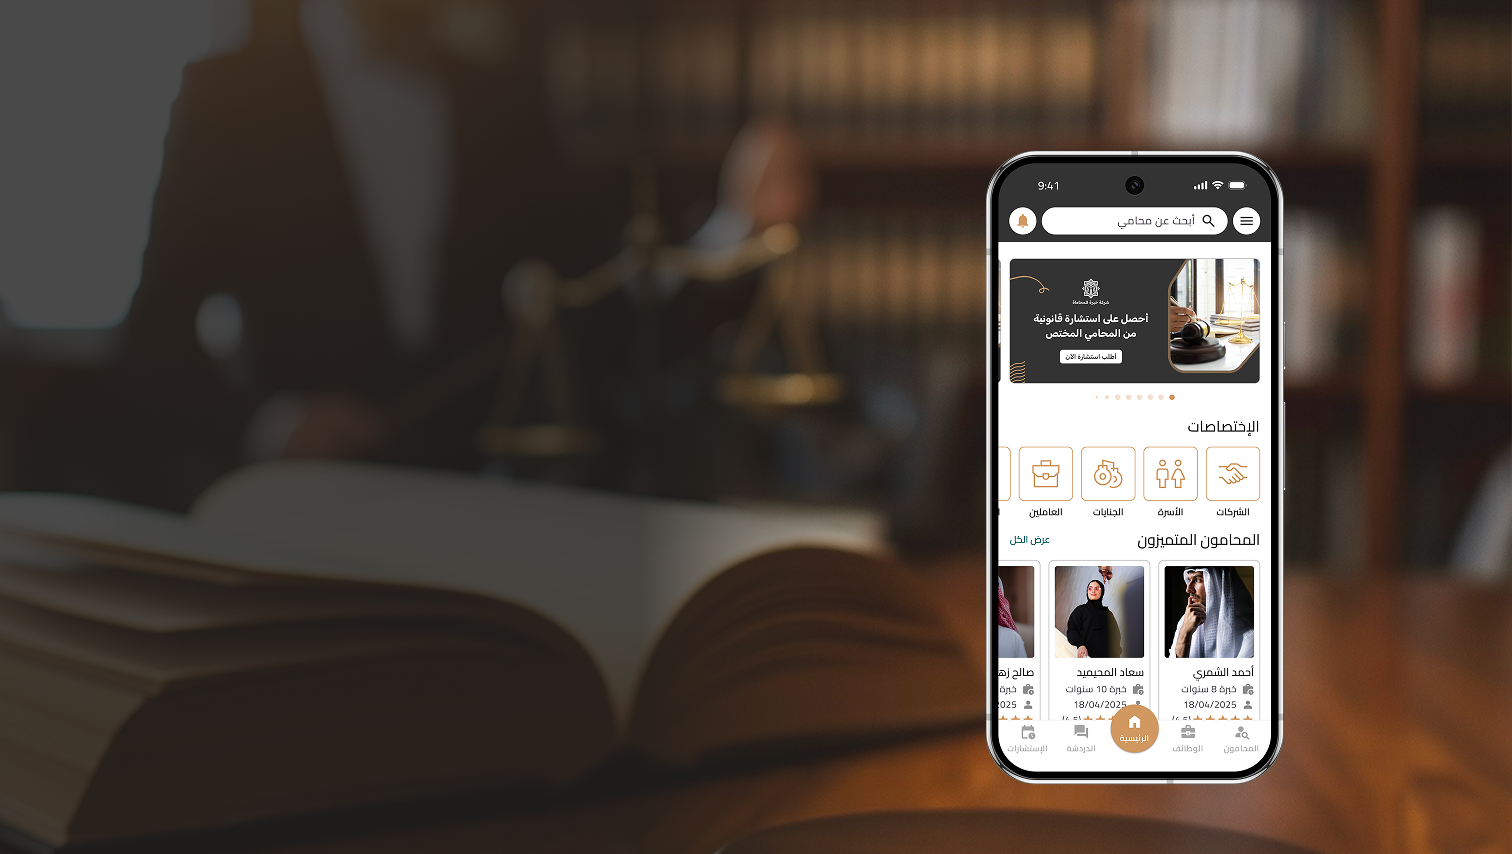 9:41
أبحث عن محامي
شركة خبرة للمحاماة
أحصل على استشارة قانونية
من المحامي المختص
أطلب استشارة الآن
الإختصاصات
الشركات
الأسرة
الجنايات
العاملين
المحامون المتميزون
عرض الكل
أحمد الشمري
خبرة 8 سنوات
18/04/2025
سعاد المحيميد
خبرة 10 سنوات
18/04/2025
صالح
خبرة
المحامون
الوظائف
الرئيسية
الدردشة
الإستشارات